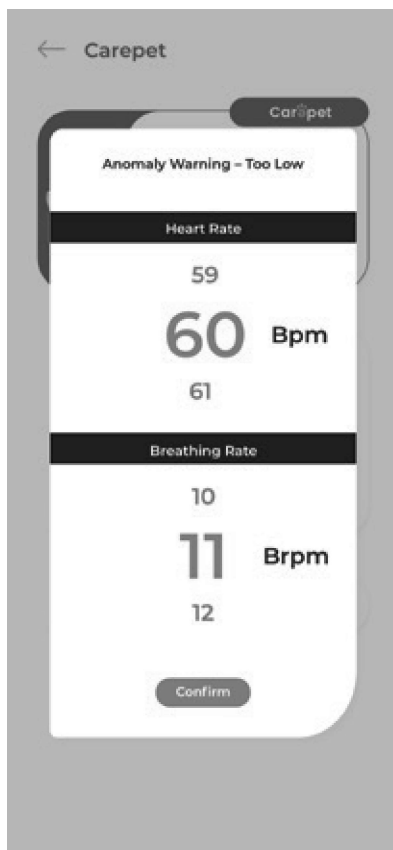 Carepet
Carepet
Anomaly Warning – Too Low
Heart Rate
59
60 Bpm
61
Breathing Rate
10
11 Brpm
12
Confirm